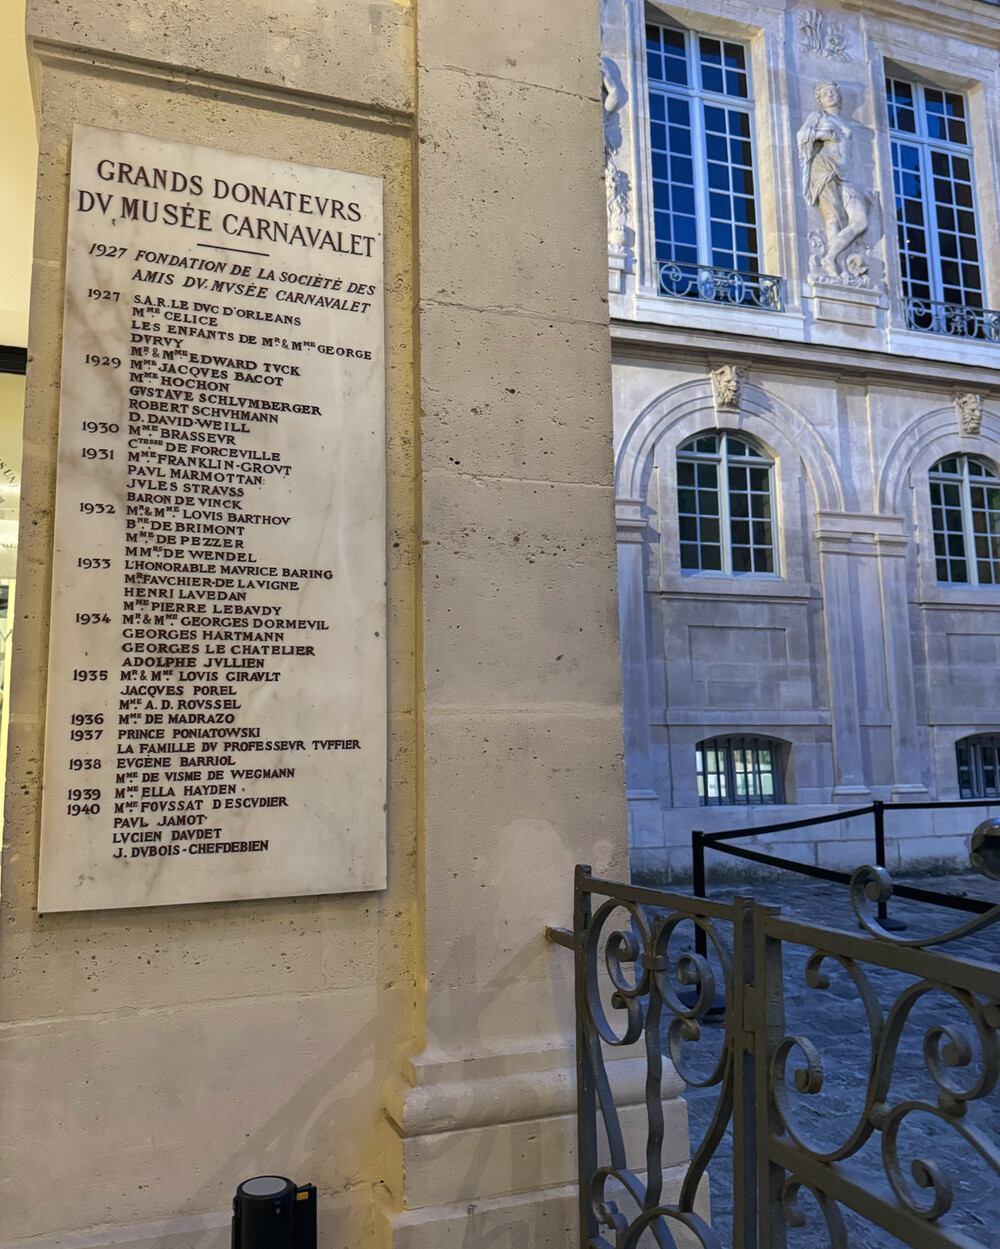 GRANDS DONATEVRS
DV MUSÉE CARNAVALET
1927 FONDATION DE LA SOCIÈTÉ DES
AMIS DV. MVSÉE CARNAVALET
1927 S.A.R. LE DVC D'ORLEANS
MME CELICE
LES ENFANTS DE MR & MME GEORGE
DVRVY
MR & MME EDWARD TVCK
1929 MME JACQVES BACOT
MME HOCHON
GVSTAVE SCHLVMBERGER
ROBERT SCHVHMANN
D. DAVID-WEILL
1930 MME BRASSEVR
CTESSE DE FORCEVILLE
1931 MME FRANKLIN-GROVT
PAVL MARMOTTAN
JVLES STRAVSS
BARON DE VINCK
1932 MR & MME LOVIS BARTHOV
BNE DE BRIMONT
MME DE PEZZER
MMRS DE WENDEL
1933 L'HONORABLE MAVRICE BARING
MR FAVCHIER-DELAVIGNE
HENRI LAVEDAN
MME PIERRE LEBAVDY
1934 MR & MME GEORGES DORMEVIL
GEORGES HARTMANN
GEORGES LE CHATELIER
ADOLPHE JVLLIEN
1935 MR & MME LOVIS GIRAVLT
JACQVES POREL
MME A. D. ROVSSEL
1936 MME DE MADRAZO
1937 PRINCE PONIATOWSKI
LA FAMILLE DV PROFESSEVR TVFFIER
1938 EVGÈNE BARRIOL
MME DE VISME DE WEGMANN
1939 MME ELLA HAYDEN
1940 MME FOVSSAT D'ESCVDIER
PAVL JAMOT
LVCIEN DAVDET
J. DVBOIS-CHEFDEBIEN